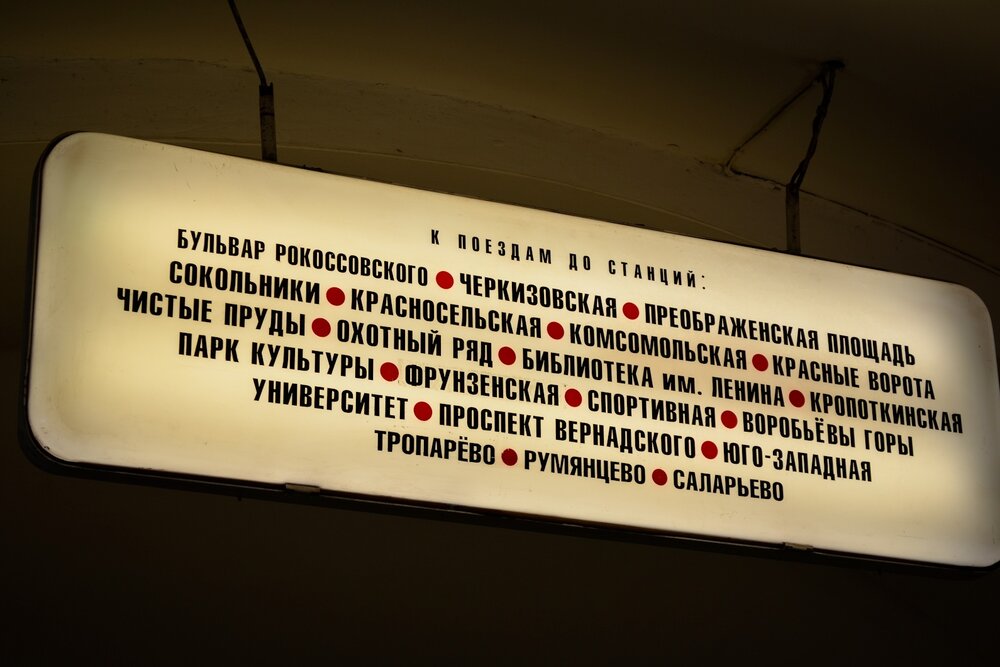 К ПОЕЗДАМ ДО СТАНЦИЙ:
БУЛЬВАР РОКОССОВСКОГО ● ЧЕРКИЗОВСКАЯ ● ПРЕОБРАЖЕНСКАЯ ПЛОЩАДЬ
СОКОЛЬНИКИ ● КРАСНОСЕЛЬСКАЯ ● КОМСОМОЛЬСКАЯ ● КРАСНЫЕ ВОРОТА
ЧИСТЫЕ ПРУДЫ ● ОХОТНЫЙ РЯД ● БИБЛИОТЕКА им. ЛЕНИНА ● КРОПОТКИНСКАЯ
ПАРК КУЛЬТУРЫ ● ФРУНЗЕНСКАЯ ● СПОРТИВНАЯ ● ВОРОБЬЁВЫ ГОРЫ
УНИВЕРСИТЕТ ● ПРОСПЕКТ ВЕРНАДСКОГО ● ЮГО-ЗАПАДНАЯ
ТРОПАРЁВО ● РУМЯНЦЕВО ● САЛАРЬЕВО